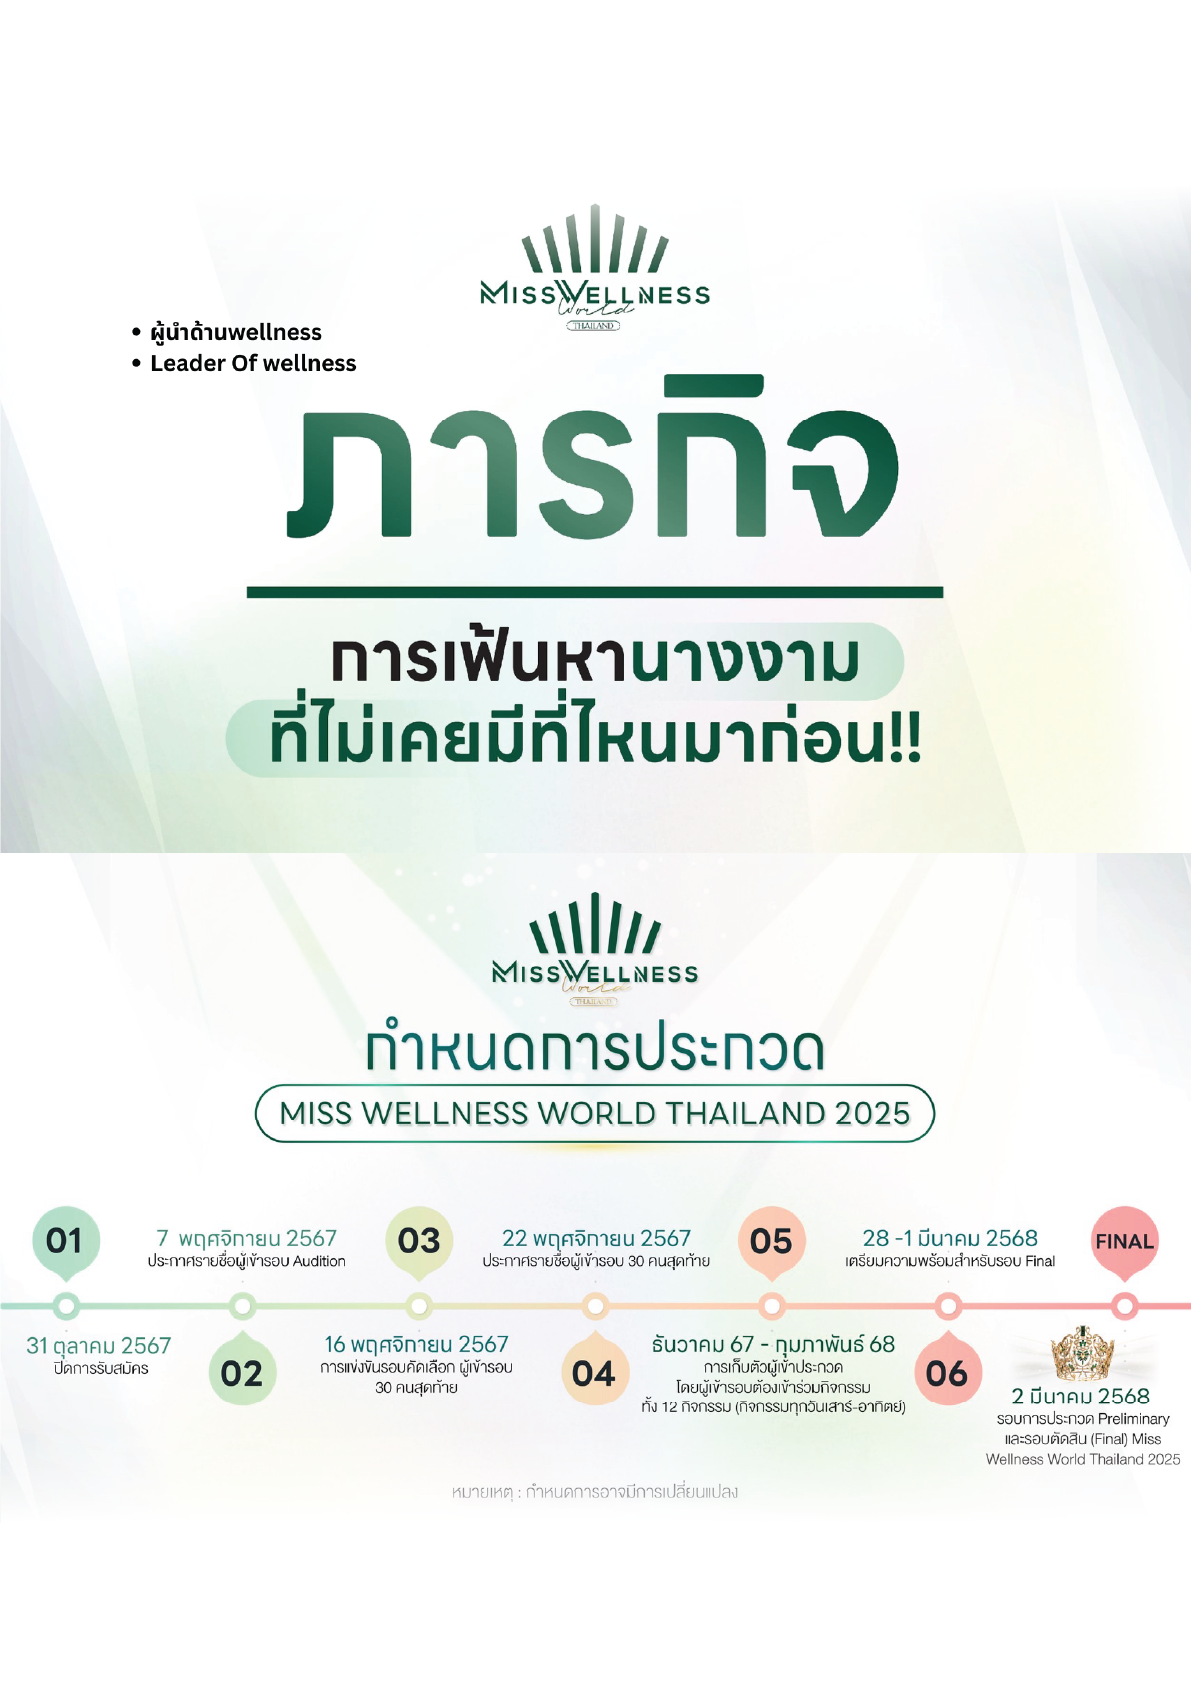 MISSWELLNESS
World
THAILAND
• ผู้นำด้านwellness
• Leader Of wellness
ภารกิจ
การเฟ้นหานางงาม
ที่ไม่เคยมีที่ไหนมาก่อน!!
MISSWELLNESS
World
THAILAND
กำหนดการประกวด
MISS WELLNESS WORLD THAILAND 2025
01
31 ตุลาคม 2567
ปิดการรับสมัคร
7 พฤศจิกายน 2567
ประกาศรายชื่อผู้เข้ารอบ Audition
02
03
16 พฤศจิกายน 2567
การแข่งขันรอบคัดเลือก ผู้เข้ารอบ
30 คนสุดท้าย
22 พฤศจิกายน 2567
ประกาศรายชื่อผู้เข้ารอบ 30 คนสุดท้าย
04
05
ธันวาคม 67 - กุมภาพันธ์ 68
การเก็บตัวผู้เข้าประกวด
โดยผู้เข้ารอบต้องเข้าร่วมกิจกรรม
ทั้ง 12 กิจกรรม (กิจกรรมทุกวันเสาร์-อาทิตย์)
28 -1 มีนาคม 2568
เตรียมความพร้อมสำหรับรอบ Final
06
FINAL
2 มีนาคม 2568
รอบการประกวด Preliminary
และรอบตัดสิน (Final) Miss
Wellness World Thailand 2025
หมายเหตุ : กำหนดการอาจมีการเปลี่ยนแปลง